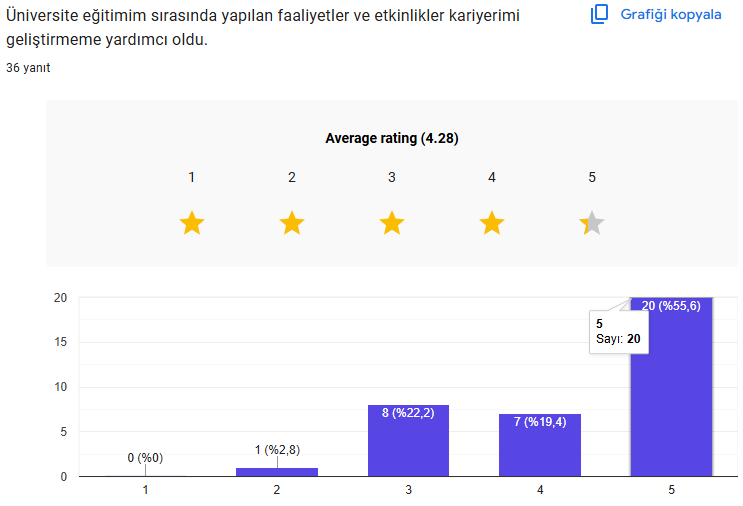 Üniversite eğitimim sırasında yapılan faaliyetler ve etkinlikler kariyerimi
geliştirmeme yardımcı oldu.
Grafiği kopyala
36 yanıt
Average rating (4.28)
1 2 3 4 5
20
15
10
5
0
0 (%0)
1 (%2,8)
8 (%22,2)
7 (%19,4)
20 (%55,6)
5
Sayı: 20
1 2 3 4 5